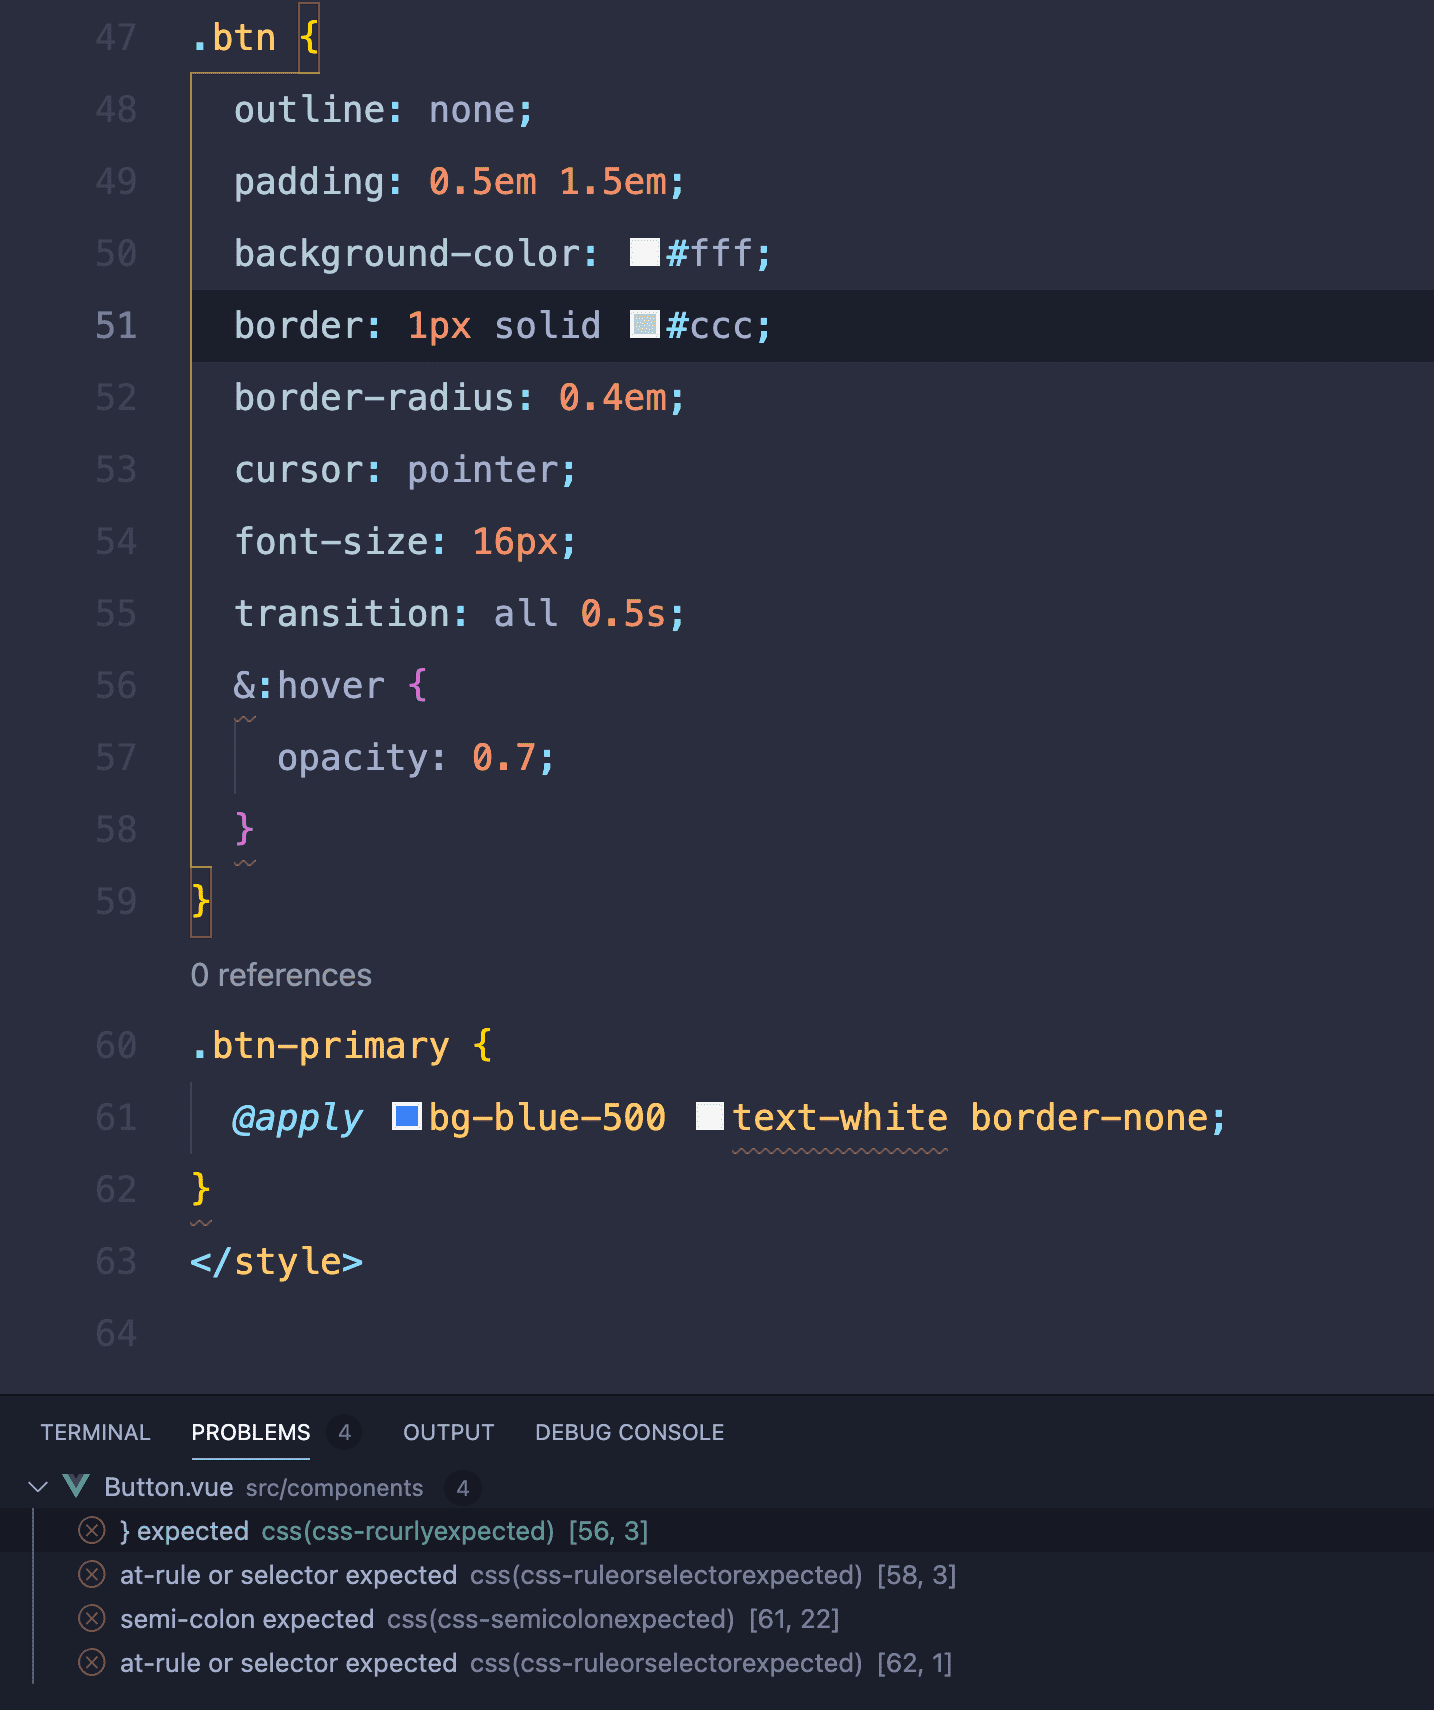 47 .btn {
48 outline: none;
49 padding: 0.5em 1.5em;
50 background-color: #fff;
51 border: 1px solid #ccc;
52 border-radius: 0.4em;
53 cursor: pointer;
54 font-size: 16px;
55 transition: all 0.5s;
56 &:hover {
57 opacity: 0.7;
58 }
59 }
0 references
60 .btn-primary {
61 @apply bg-blue-500 text-white border-none;
62 }
63 </style>
64
TERMINAL PROBLEMS 4 OUTPUT DEBUG CONSOLE
Button.vue src/components 4
} expected css(css-rcurlyexpected) [56, 3]
at-rule or selector expected css(css-ruleorselectorexpected) [58, 3]
semi-colon expected css(css-semicolonexpected) [61, 22]
at-rule or selector expected css(css-ruleorselectorexpected) [62, 1]